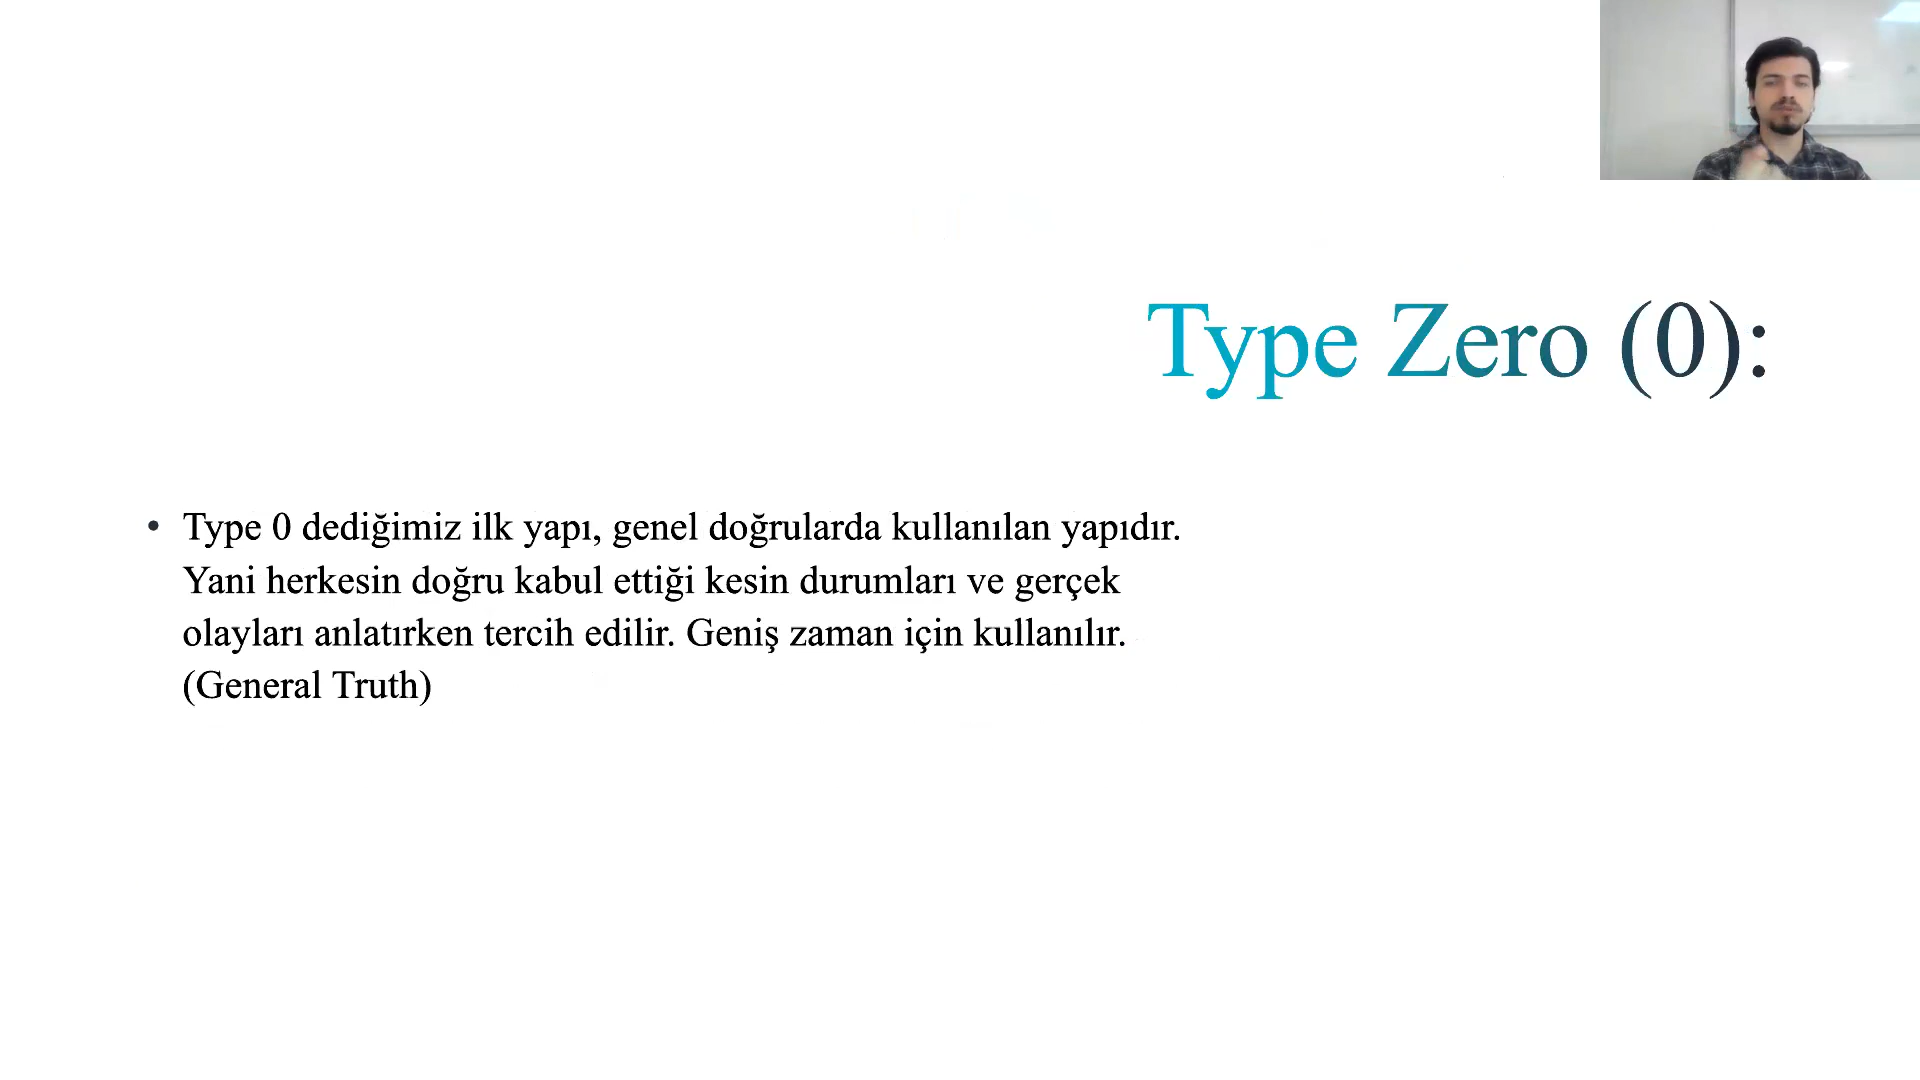 Type Zero (0):
• Type 0 dediğimiz ilk yapı, genel doğrularda kullanılan yapıdır.
Yani herkesin doğru kabul ettiği kesin durumları ve gerçek
olayları anlatırken tercih edilir. Geniş zaman için kullanılır.
(General Truth)